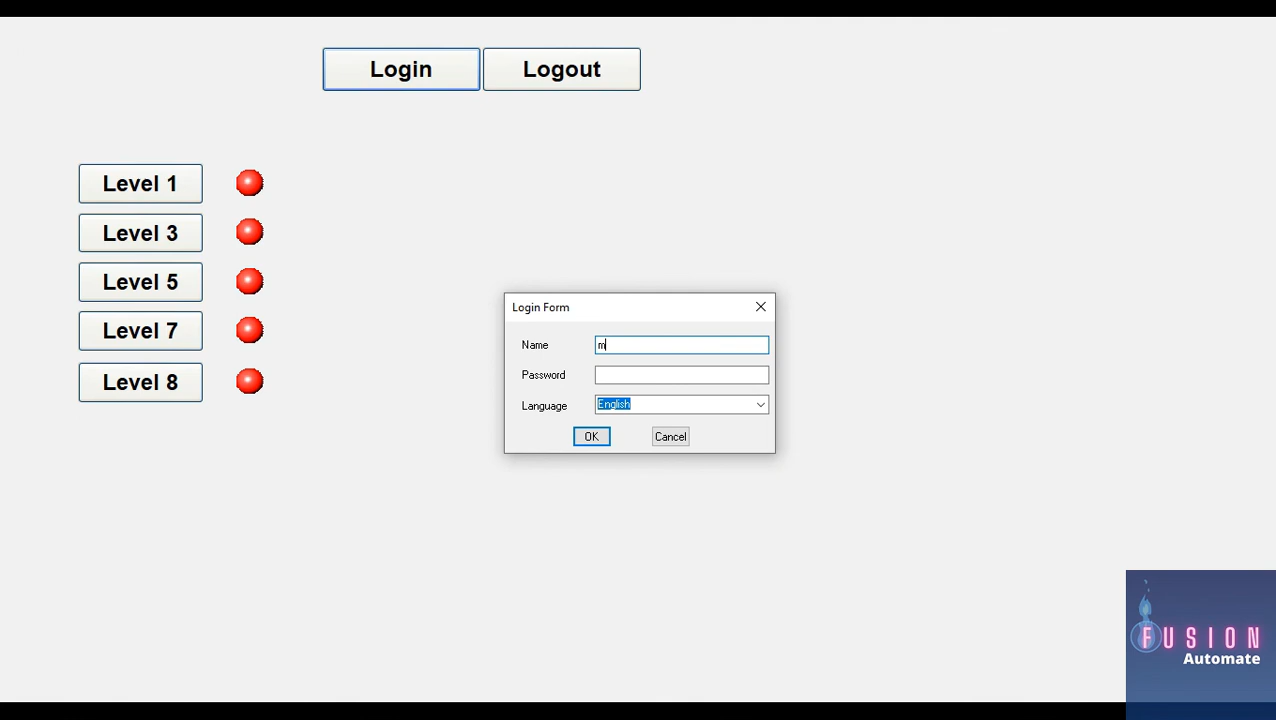 Login Logout
Level 1
Level 3
Level 5
Level 7
Level 8
Login Form
Name m
Password
Language English
OK Cancel
FUSION
Automate